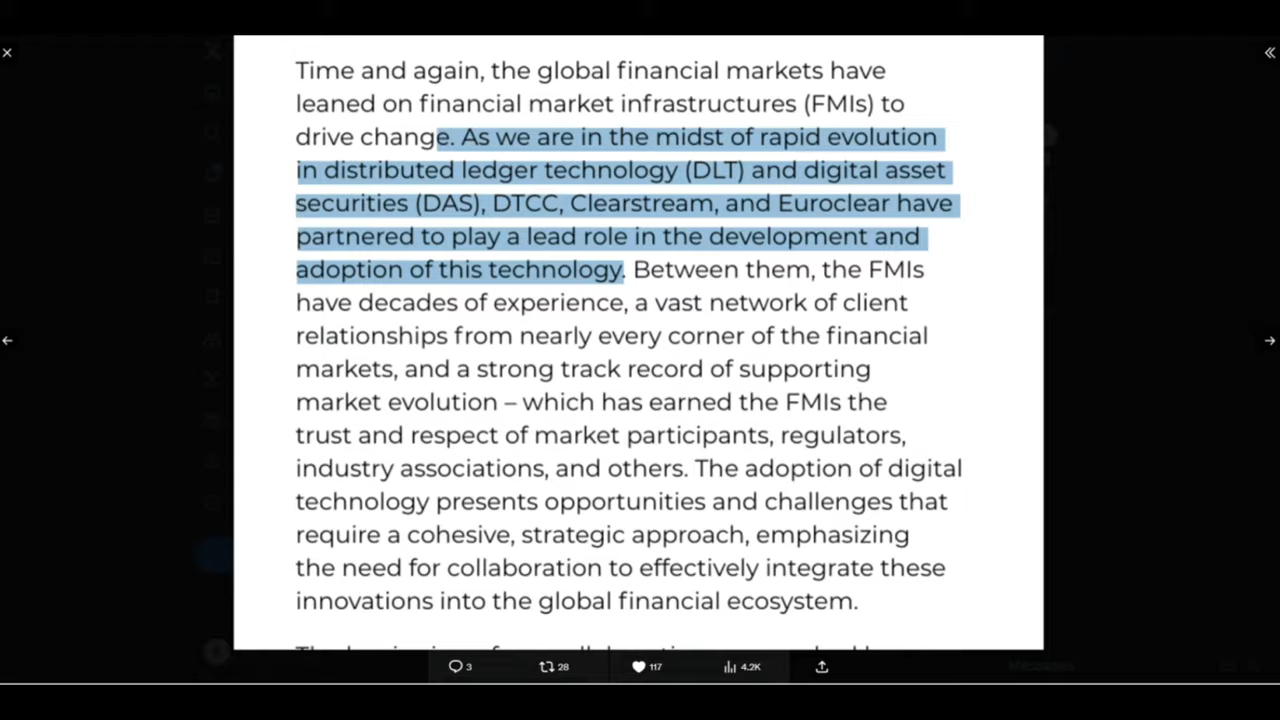 Time and again, the global financial markets have
leaned on financial market infrastructures (FMIs) to
drive change. As we are in the midst of rapid evolution
in distributed ledger technology (DLT) and digital asset
securities (DAS), DTCC, Clearstream, and Euroclear have
partnered to play a lead role in the development and
adoption of this technology. Between them, the FMIs
have decades of experience, a vast network of client
relationships from nearly every corner of the financial
markets, and a strong track record of supporting
market evolution – which has earned the FMIs the
trust and respect of market participants, regulators,
industry associations, and others. The adoption of digital
technology presents opportunities and challenges that
require a cohesive, strategic approach, emphasizing
the need for collaboration to effectively integrate these
innovations into the global financial ecosystem.
3 28 117 4.2K